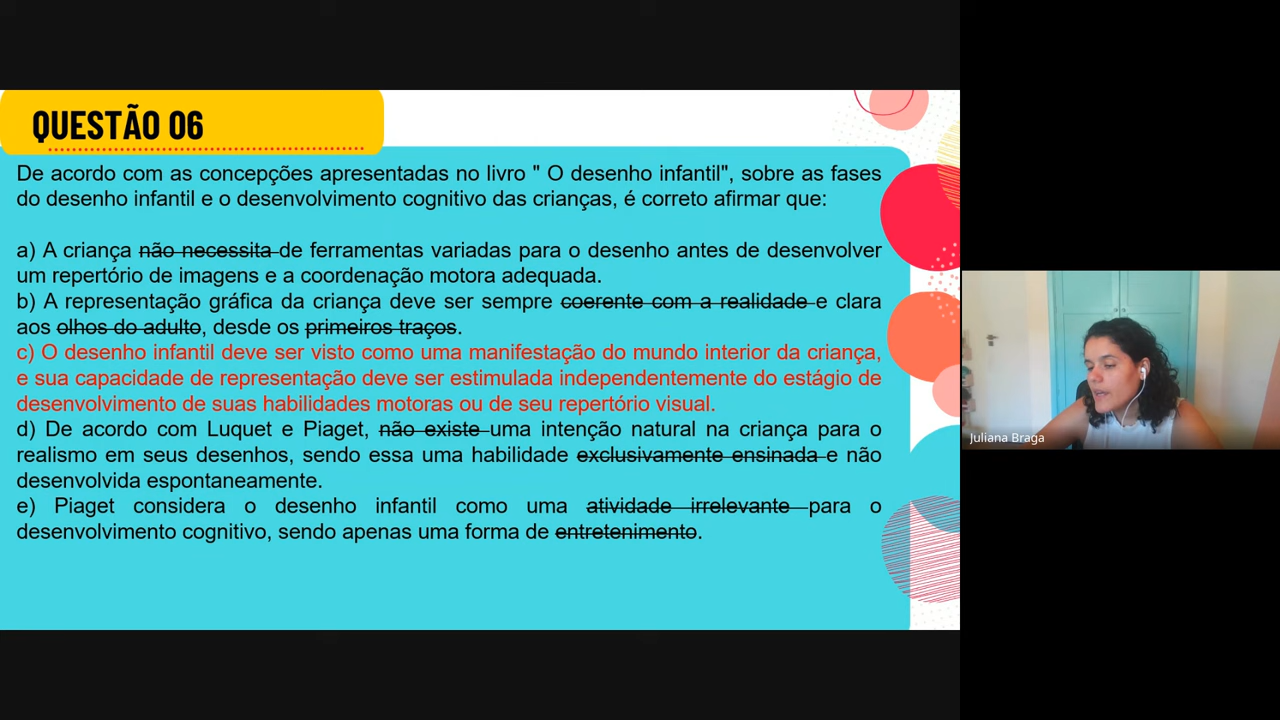 QUESTÃO 06
De acordo com as concepções apresentadas no livro " O desenho infantil", sobre as fases
do desenho infantil e o desenvolvimento cognitivo das crianças, é correto afirmar que:
a) A criança não necessita de ferramentas variadas para o desenho antes de desenvolver
um repertório de imagens e a coordenação motora adequada.
b) A representação gráfica da criança deve ser sempre coerente com a realidade e clara
aos olhos do adulto, desde os primeiros traços.
c) O desenho infantil deve ser visto como uma manifestação do mundo interior da criança,
e sua capacidade de representação deve ser estimulada independentemente do estágio de
desenvolvimento de suas habilidades motoras ou de seu repertório visual.
d) De acordo com Luquet e Piaget, não existe uma intenção natural na criança para o
realismo em seus desenhos, sendo essa uma habilidade exclusivamente ensinada e não
desenvolvida espontaneamente.
e) Piaget considera o desenho infantil como uma atividade irrelevante para o
desenvolvimento cognitivo, sendo apenas uma forma de entretenimento.
Juliana Braga